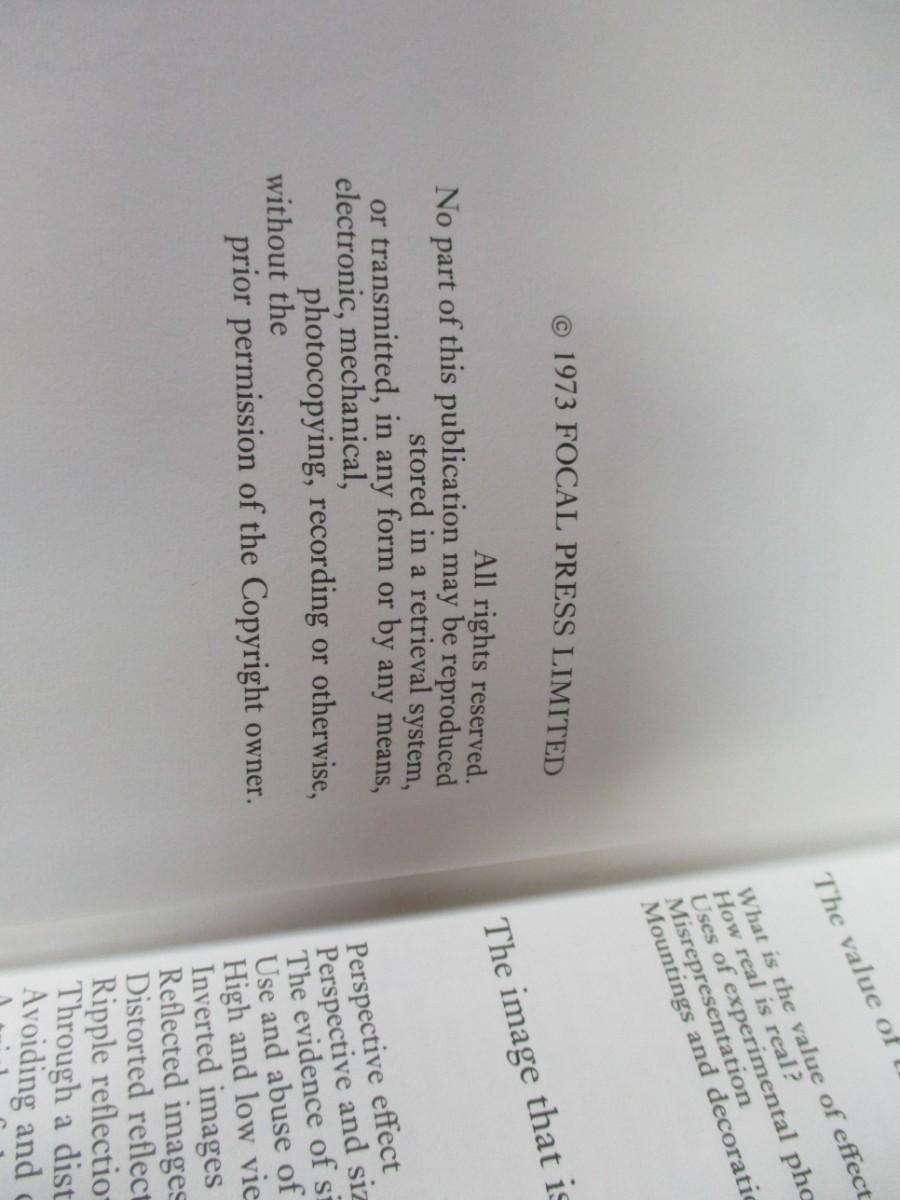 © 1973 FOCAL PRESS LIMITED
All rights reserved.
No part of this publication may be reproduced
stored in a retrieval system,
or transmitted, in any form or by any means,
electronic, mechanical,
photocopying, recording or otherwise,
without the
prior permission of the Copyright owner.
The value of
What is the value of effect
How real is real?
Uses of experimental pho
Misrepresentation
Mountings and decorati
The image that is
Perspective effect
Perspective and siz
The evidence of si
Use and abuse of
High and low vie
Inverted images
Reflected images
Distorted reflect
Ripple reflectio
Through a dist
Avoiding and